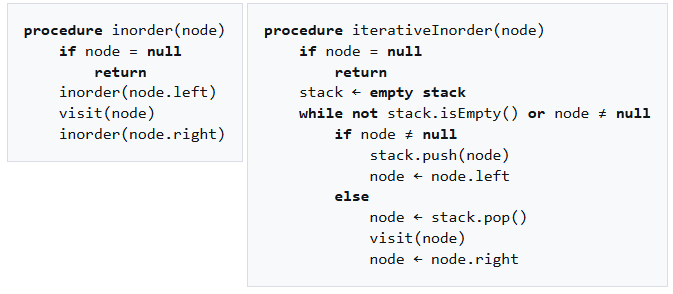 procedure inorder(node)
    if node = null
        return
    inorder(node.left)
    visit(node)
    inorder(node.right)
procedure iterativeInorder(node)
    if node = null
        return
    stack ← empty stack
    while not stack.isEmpty() or node ≠ null
        if node ≠ null
            stack.push(node)
            node ← node.left
        else
            node ← stack.pop()
            visit(node)
            node ← node.right